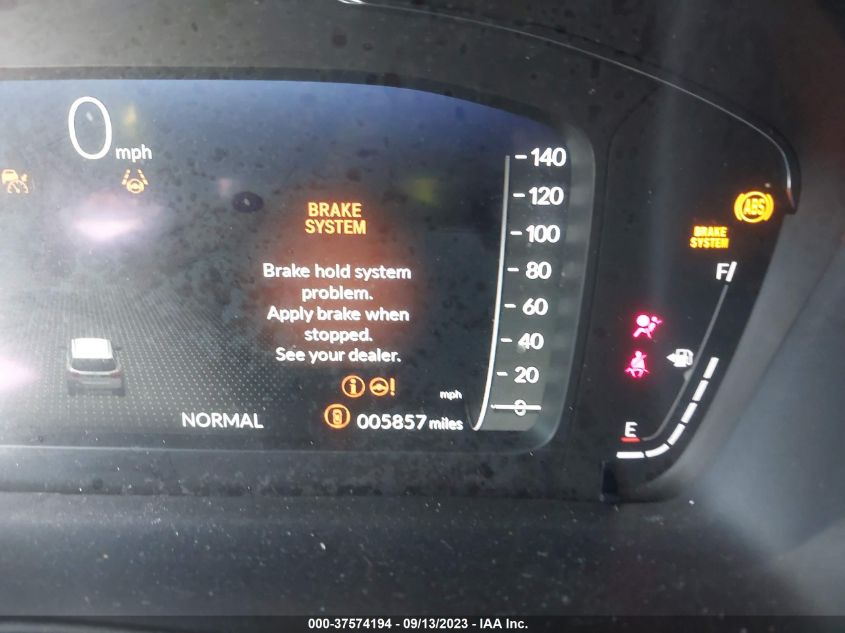 0 mph
BRAKE
SYSTEM
Brake hold system
problem.
Apply brake when
stopped.
See your dealer.
mph
NORMAL
005857 miles
140
120
100
80
60
40
20
0
ABS
BRAKE
SYSTEM
F
E
000-37574194 - 09/13/2023 - IAA Inc.